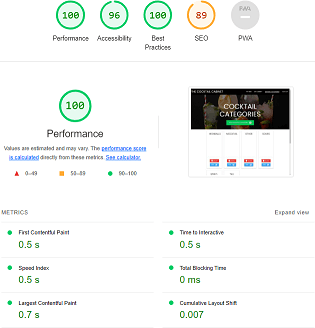 100
96
100
89
PWA
Performance
Accessibility
Best
Practices
SEO
PWA
100
Performance
Values are estimated and may vary. The performance score
is calculated directly from these metrics. See calculator.
0–49
50–89
90–100
THE COCKTAIL CABINET
COCKTAIL
CATEGORIES
METRICS
Expand view
First Contentful Paint
0.5 s
Time to Interactive
0.5 s
Speed Index
0.5 s
Total Blocking Time
0 ms
Largest Contentful Paint
0.7 s
Cumulative Layout Shift
0.007